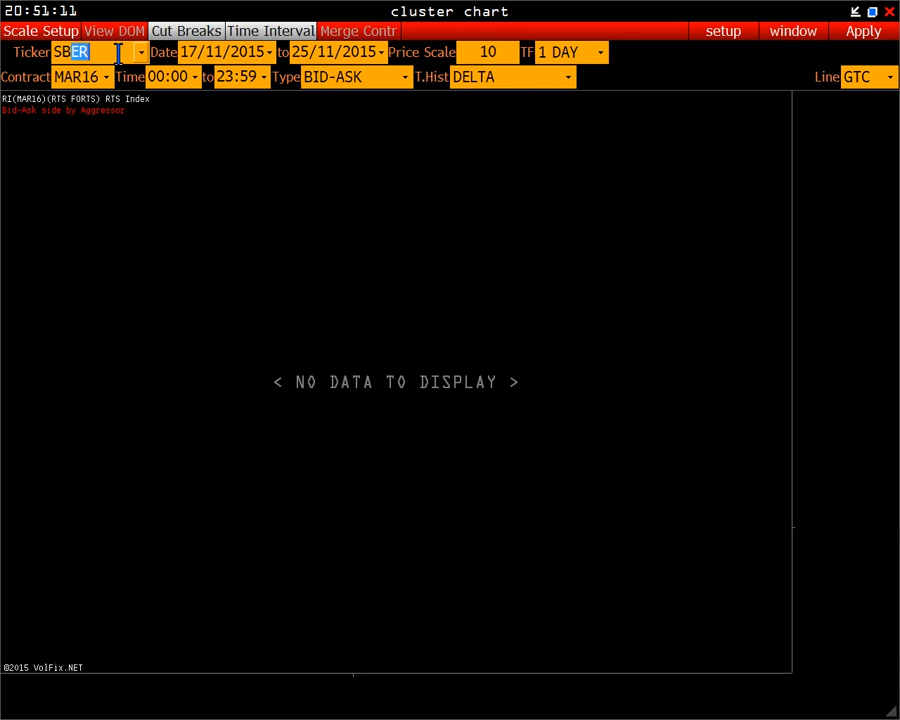 20:51:11 cluster chart
Scale Setup View DOM Cut Breaks Time Interval Merge Contr setup window Apply
Ticker SBER Date 17/11/2015 to 25/11/2015 Price Scale 10 TF 1 DAY
Contract MAR16 Time 00:00 to 23:59 Type BID-ASK T.Hist DELTA Line GTC
RI(MAR16)(RTS FORTS) RTS Index
Bid-Ask side by Aggressor
< NO DATA TO DISPLAY >
©2015 VolFix.NET